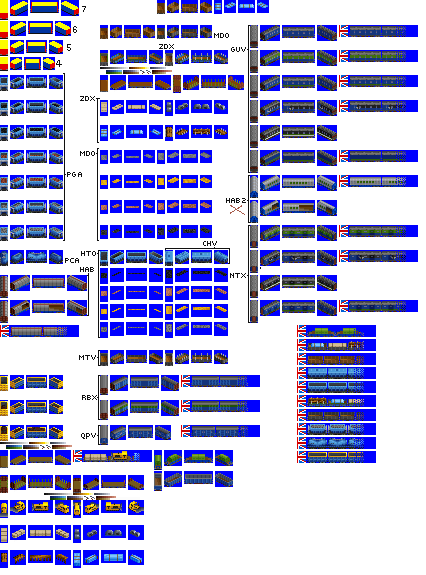 7
6
MDO
5
ZDX
GUV
4
ZDX
MDO
PGA
HAB2
CHV
HTO
PCA
HAB
NTX
MTV
RBX
QPV